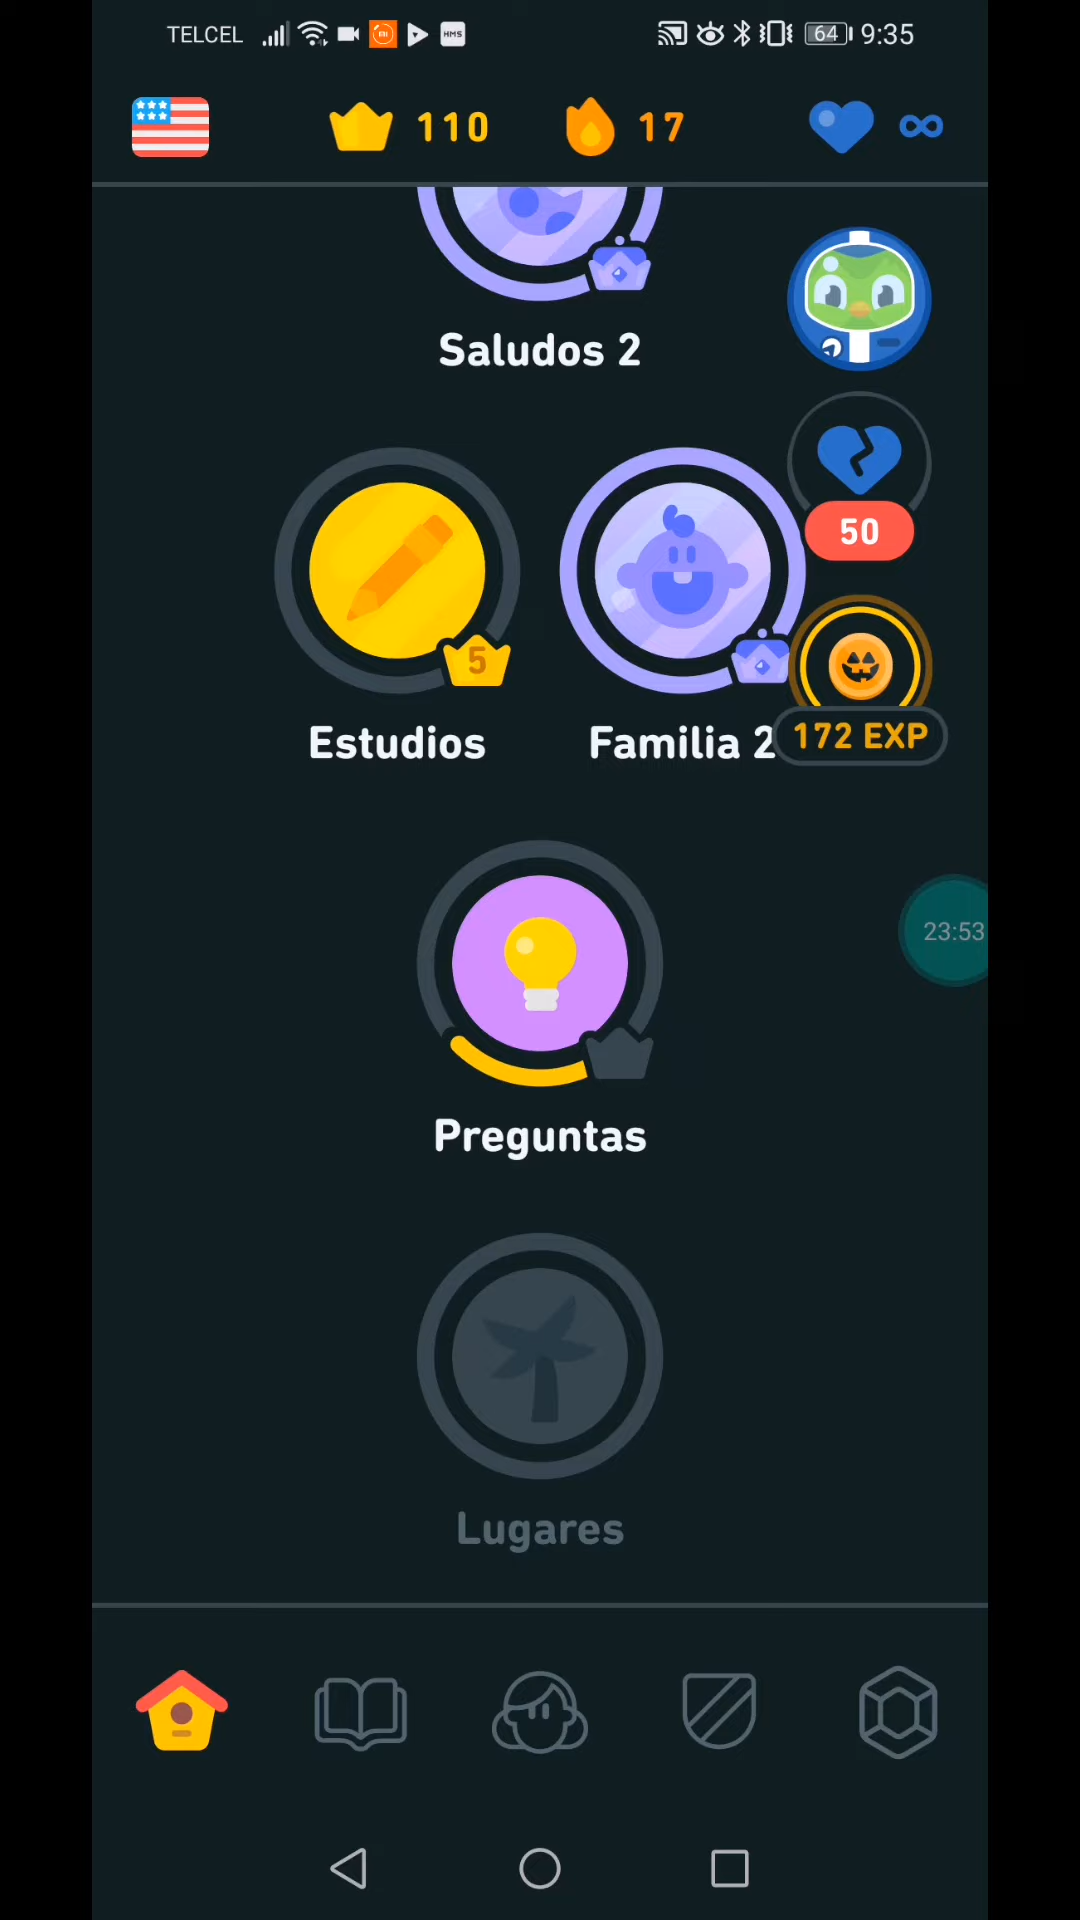 TELCEL HMS 64 9:35
110 17 ∞
Saludos 2
50
5
Estudios Familia 2 172 EXP
23:53
Preguntas
Lugares